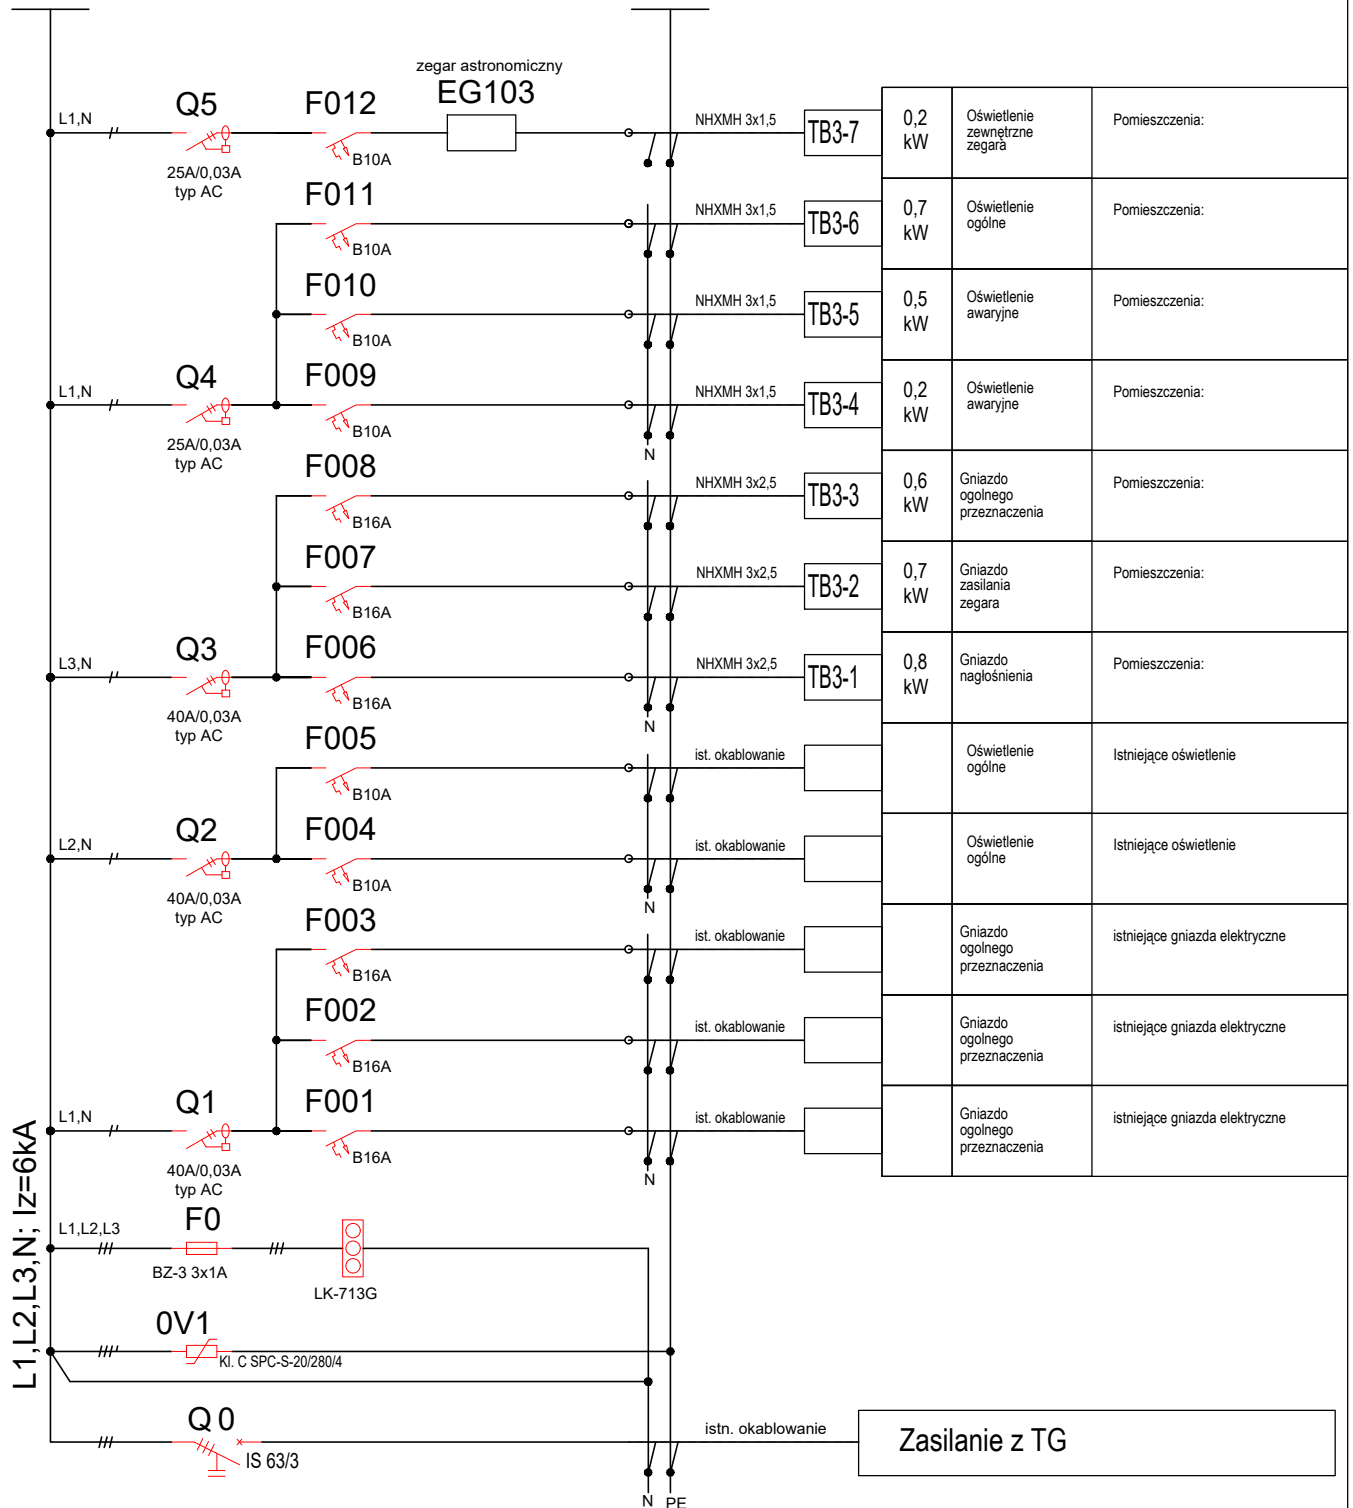 zegar astronomiczny
EG103
L1,N
Q5
25A/0,03A
typ AC
F012
B10A
NHXMH 3x1,5
TB3-7
0,2
kW
Oświetlenie
zewnętrzne
zegara
Pomieszczenia:
F011
B10A
NHXMH 3x1,5
TB3-6
0,7
kW
Oświetlenie
ogólne
Pomieszczenia:
F010
B10A
NHXMH 3x1,5
TB3-5
0,5
kW
Oświetlenie
awaryjne
Pomieszczenia:
L1,N
Q4
25A/0,03A
typ AC
F009
B10A
N
NHXMH 3x1,5
TB3-4
0,2
kW
Oświetlenie
awaryjne
Pomieszczenia:
F008
B16A
NHXMH 3x2,5
TB3-3
0,6
kW
Gniazdo
ogolnego
przeznaczenia
Pomieszczenia:
F007
B16A
NHXMH 3x2,5
TB3-2
0,7
kW
Gniazdo
zasilania
zegara
Pomieszczenia:
L3,N
Q3
40A/0,03A
typ AC
F006
B16A
N
NHXMH 3x2,5
TB3-1
0,8
kW
Gniazdo
nagłośnienia
Pomieszczenia:
F005
B10A
ist. okablowanie
Oświetlenie
ogólne
Istniejące oświetlenie
L2,N
Q2
40A/0,03A
typ AC
F004
B10A
N
ist. okablowanie
Oświetlenie
ogólne
Istniejące oświetlenie
F003
B16A
ist. okablowanie
Gniazdo
ogolnego
przeznaczenia
istniejące gniazda elektryczne
F002
B16A
ist. okablowanie
Gniazdo
ogolnego
przeznaczenia
istniejące gniazda elektryczne
L1,N
Q1
40A/0,03A
typ AC
F001
B16A
N
ist. okablowanie
Gniazdo
ogolnego
przeznaczenia
istniejące gniazda elektryczne
L1,L2,L3,N; Iz=6kA
L1,L2,L3
F0
BZ-3 3x1A
LK-713G
0V1
Kl. C SPC-S-20/280/4
Q 0
IS 63/3
istn. okablowanie
Zasilanie z TG
N
PE